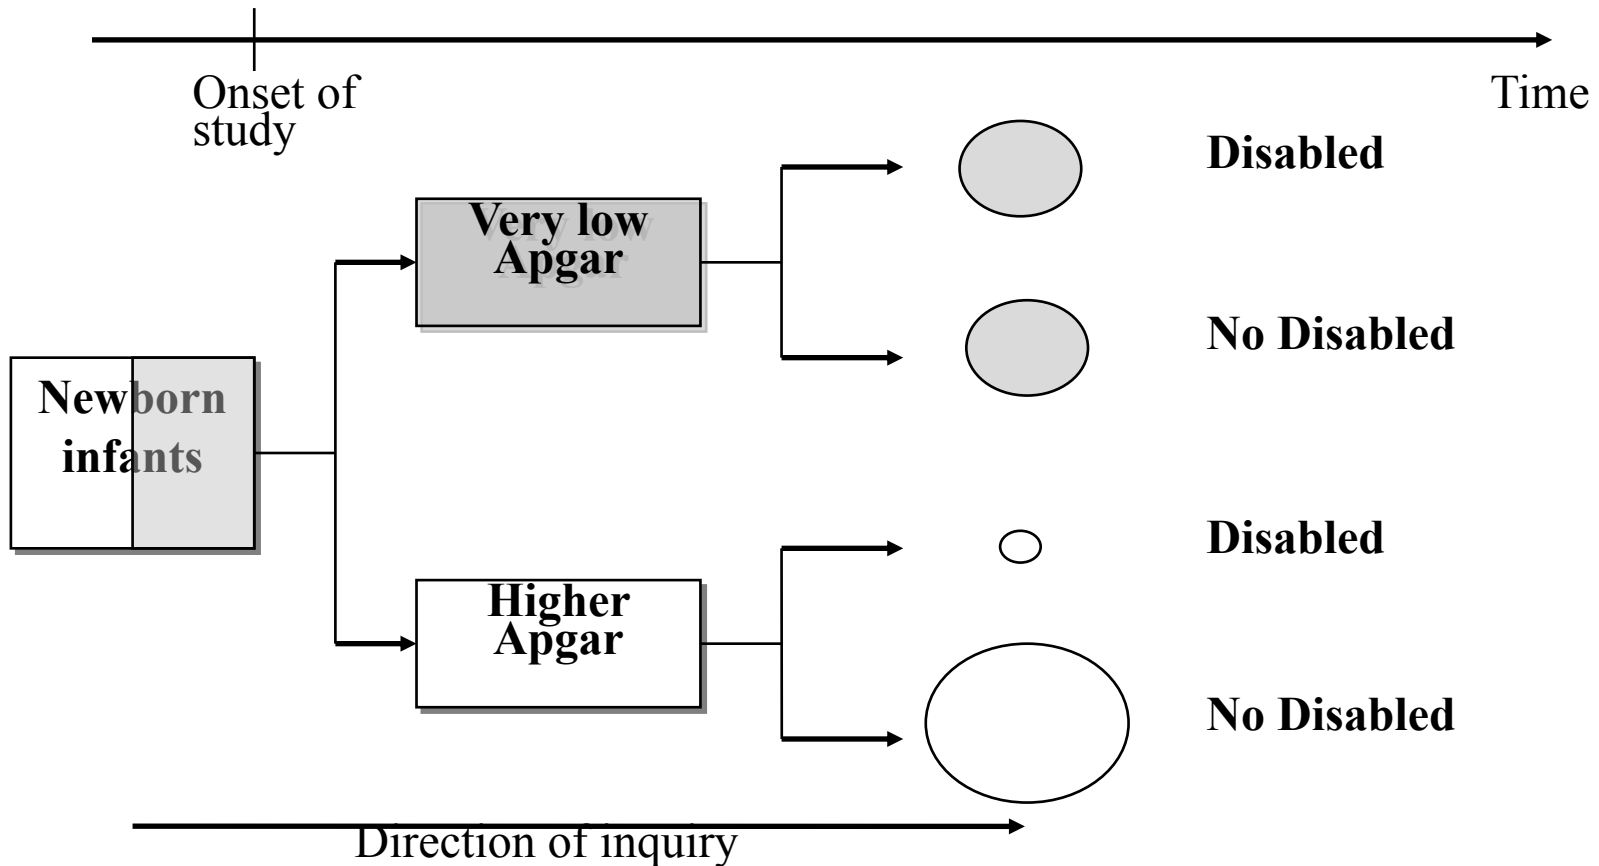 Onset of
study
Time
Very low
Apgar
Disabled
No Disabled
Newborn
infants
Higher
Apgar
Disabled
No Disabled
Direction of inquiry